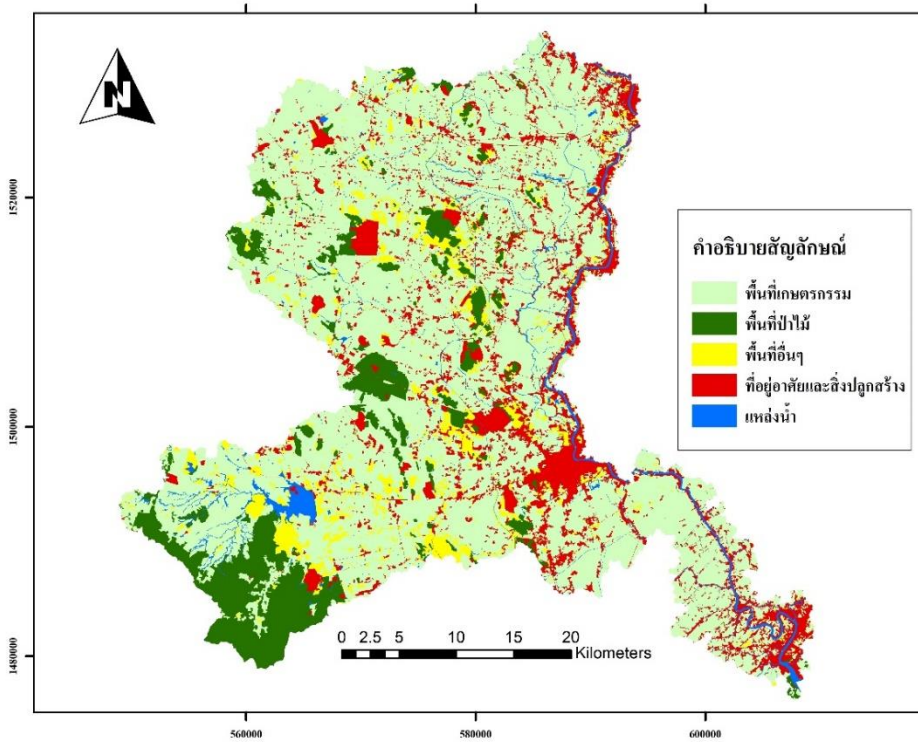 N
1520000
1500000
1480000
คำอธิบายสัญลักษณ์
พื้นที่เกษตรกรรม
พื้นที่ป่าไม้
พื้นที่อื่นๆ
ที่อยู่อาศัยและสิ่งปลูกสร้าง
แหล่งน้ำ
0 2.5 5 10 15 20
Kilometers
560000 580000 600000